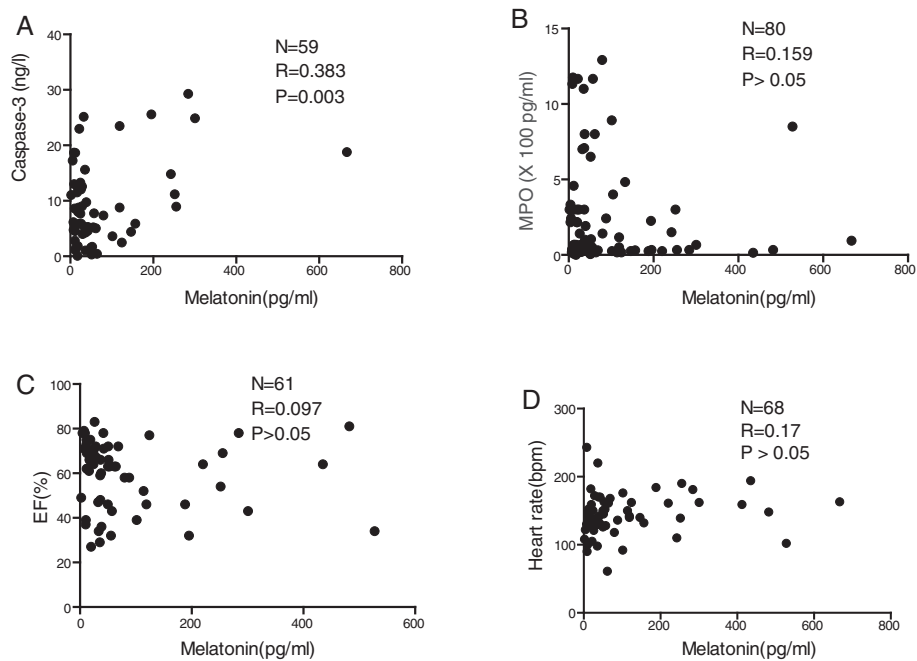 A
Caspase-3 (ng/l)
40
30
20
10
0
0
200
400
600
800
Melatonin(pg/ml)
N=59
R=0.383
P=0.003
B
MPO (X 100 pg/ml)
15
10
5
0
0
200
400
600
800
Melatonin(pg/ml)
N=80
R=0.159
P> 0.05
C
EF(%)
100
80
60
40
20
0
0
200
400
600
Melatonin(pg/ml)
N=61
R=0.097
P>0.05
D
Heart rate(bpm)
300
200
100
0
0
200
400
600
800
Melatonin(pg/ml)
N=68
R=0.17
P > 0.05